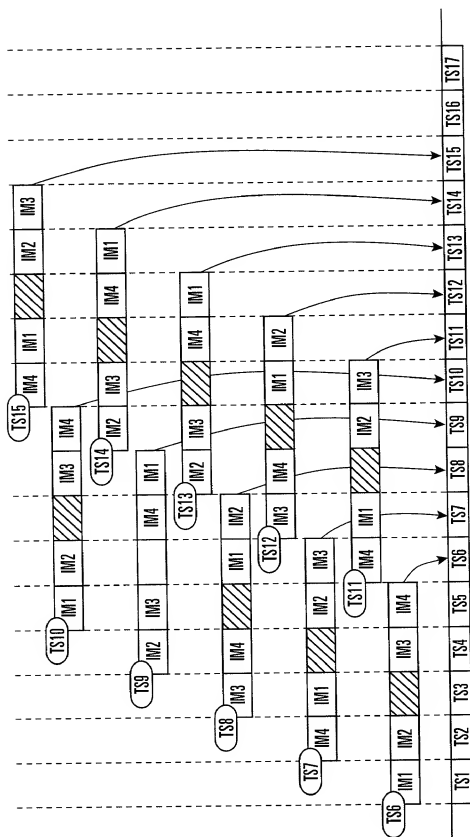 TS15 IM4 IM1 IM2 IM3
TS10 IM1 IM2 IM3 IM4
TS14 IM2 IM3 IM4 IM1
TS9 IM2 IM3 IM4 IM1
TS13 IM2 IM3 IM4 IM1
TS8 IM3 IM4 IM1 IM2
TS12 IM3 IM4 IM1 IM2
TS7 IM4 IM1 IM2 IM3
TS11 IM4 IM1 IM2 IM3
TS6 IM1 IM2 IM3 IM4
TS1 TS2 TS3 TS4 TS5 TS6 TS7 TS8 TS9 TS10 TS11 TS12 TS13 TS14 TS15 TS16 TS17